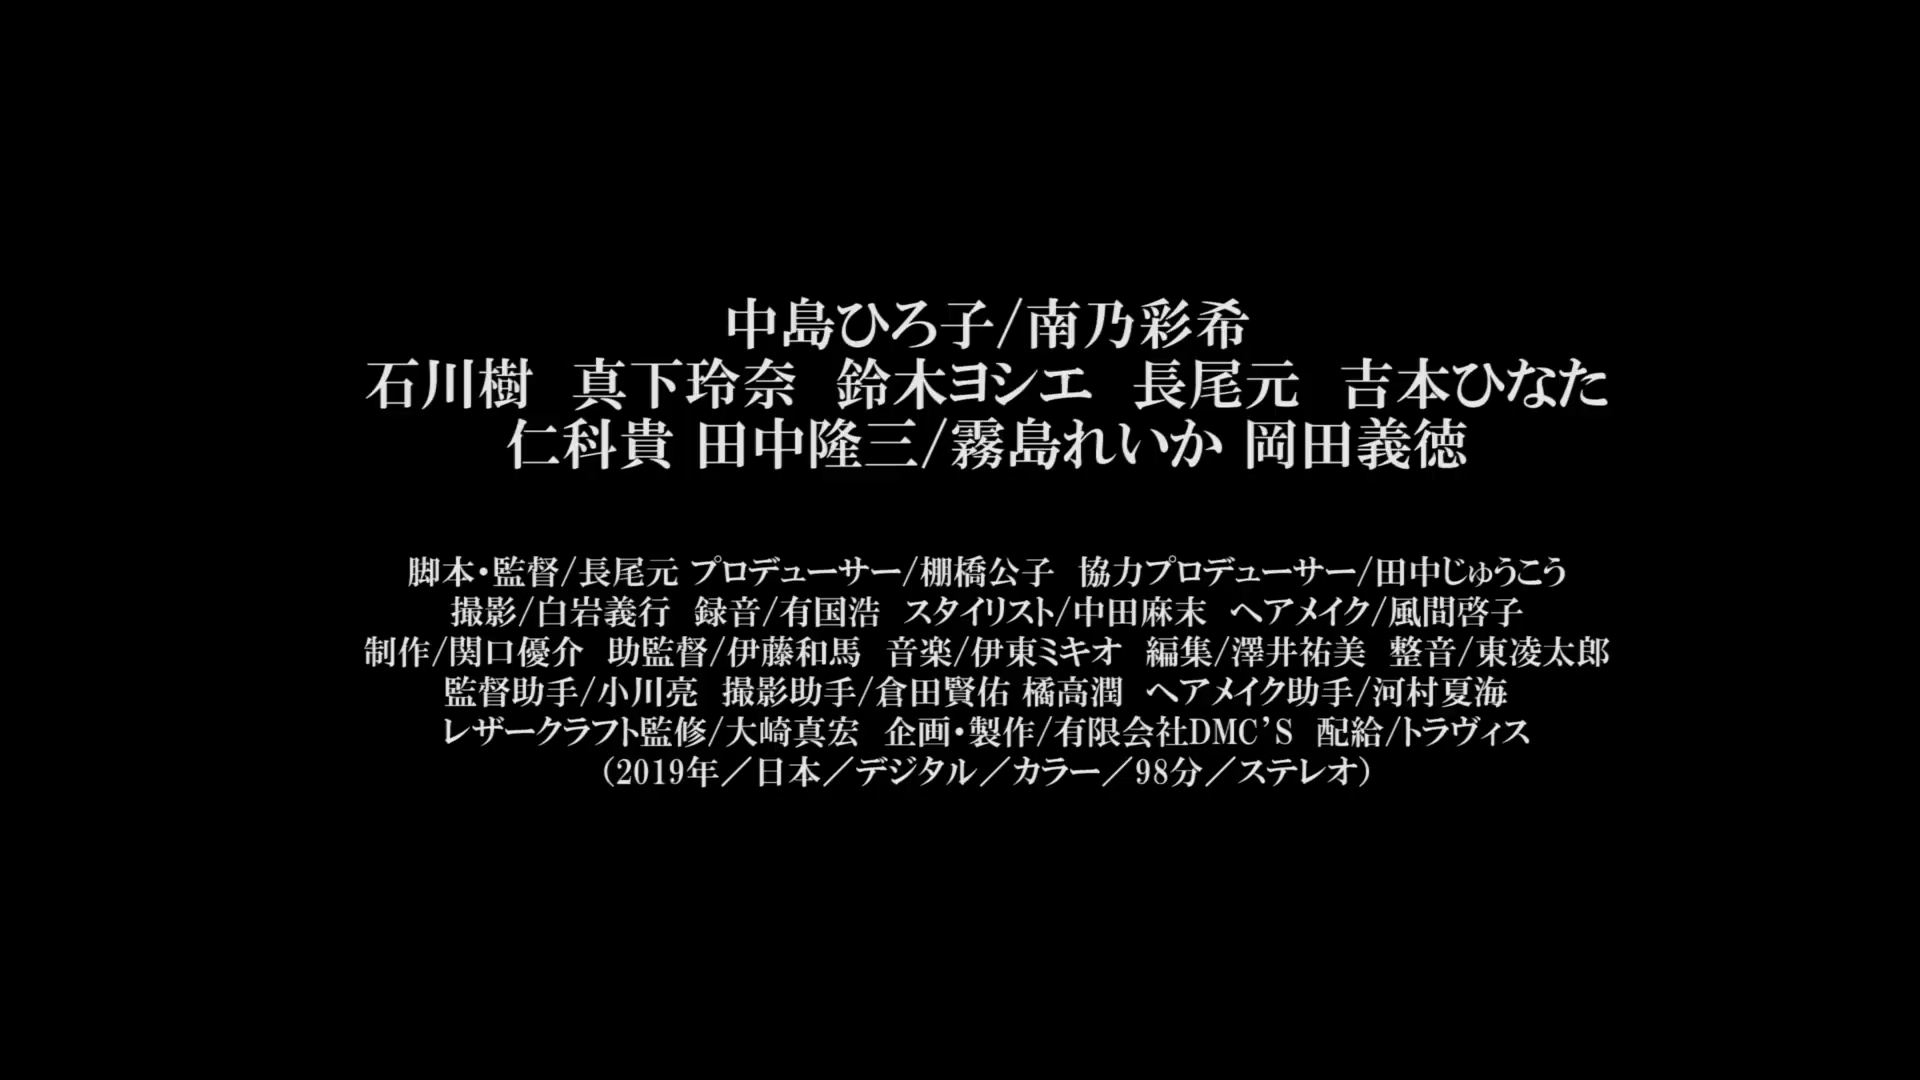 中島ひろ子/南乃彩希
石川樹　真下玲奈　鈴木ヨシエ　長尾元　吉本ひなた
仁科貴 田中隆三/霧島れいか 岡田義徳
脚本・監督/長尾元 プロデューサー/棚橋公子　協力プロデューサー/田中じゅうこう
撮影/白岩義行　録音/有国浩　スタイリスト/中田麻末　ヘアメイク/風間啓子
制作/関口優介　助監督/伊藤和馬　音楽/伊東ミキオ　編集/澤井祐美　整音/東凌太郎
監督助手/小川亮　撮影助手/倉田賢佑 橘高潤　ヘアメイク助手/河村夏海
レザークラフト監修/大崎真宏　企画・製作/有限会社DMC’S　配給/トラヴィス
（2019年／日本／デジタル／カラー／98分／ステレオ）